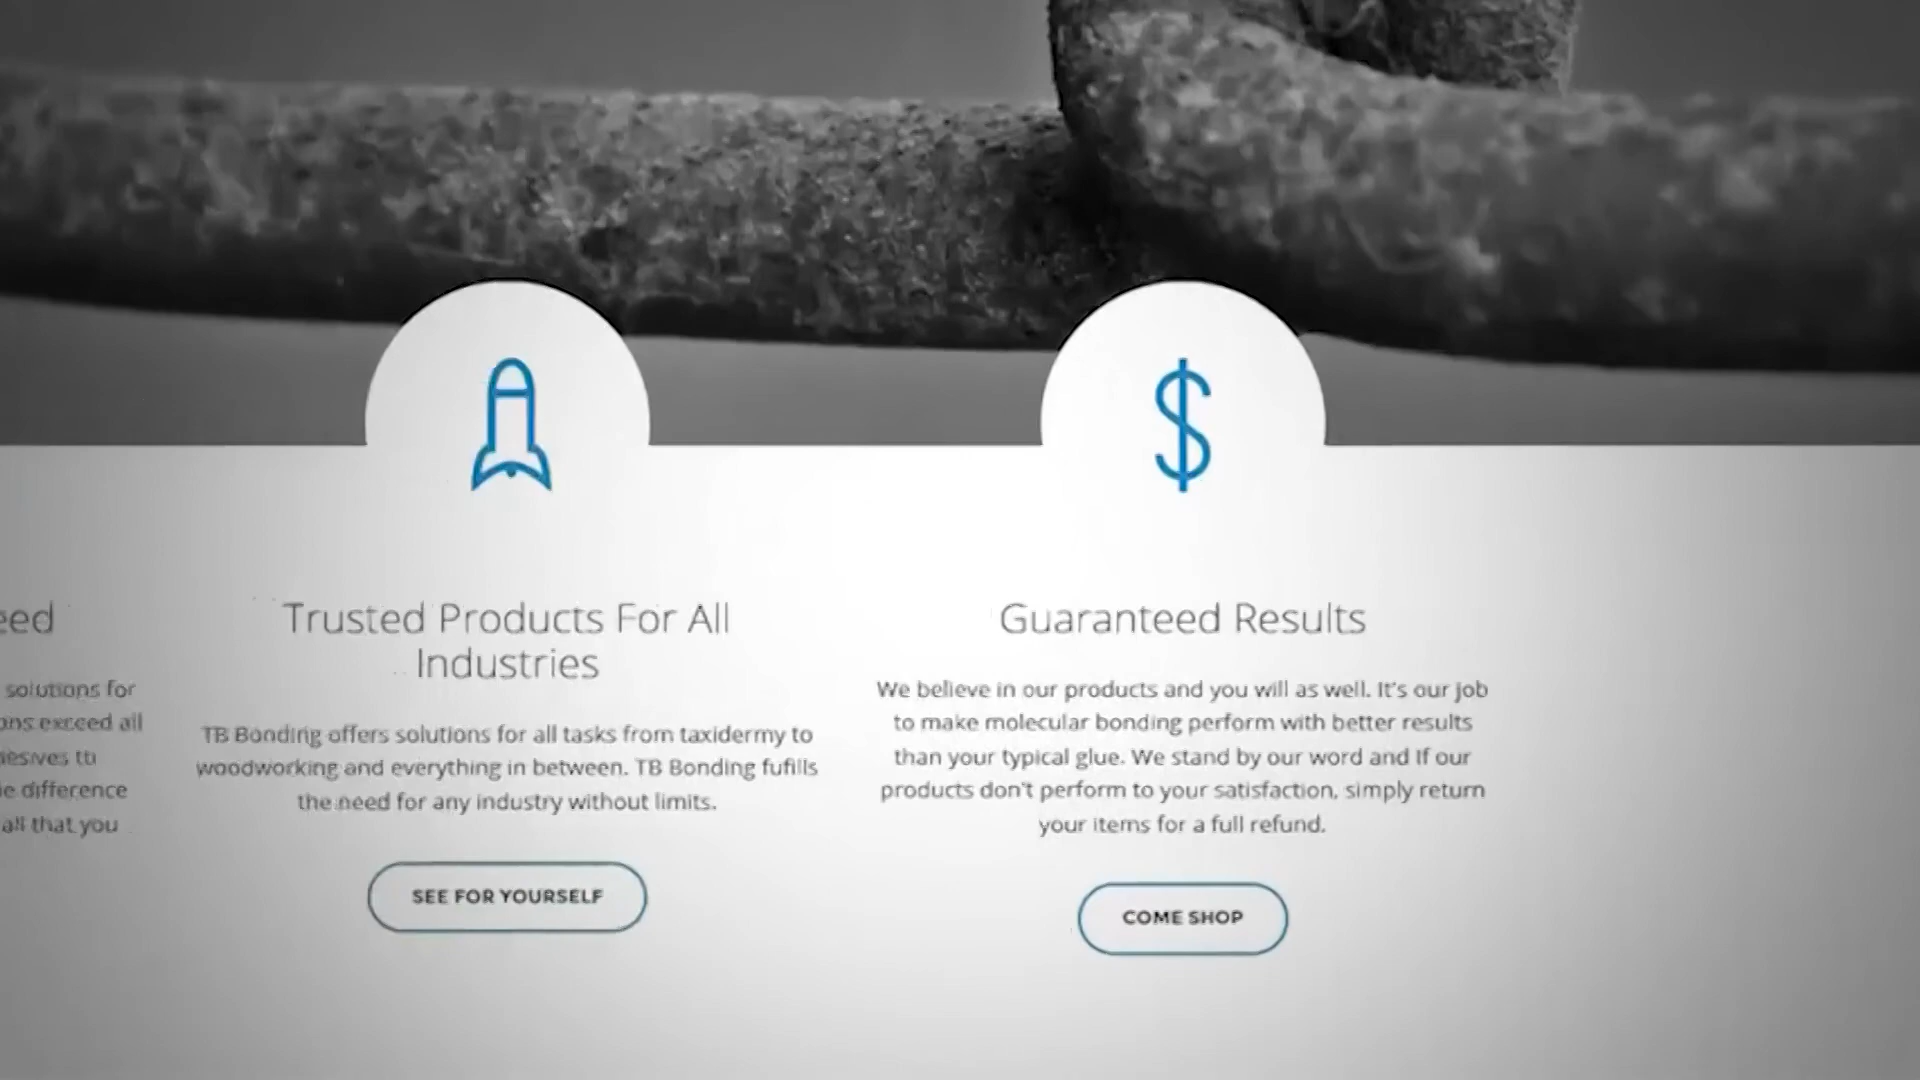 eed
solutions for
ons exceed all
hesives to
e difference
all that you
Trusted Products For All
Industries
TB Bonding offers solutions for all tasks from taxidermy to
woodworking and everything in between. TB Bonding fufills
the need for any industry without limits.
SEE FOR YOURSELF
Guaranteed Results
We believe in our products and you will as well. It's our job
to make molecular bonding perform with better results
than your typical glue. We stand by our word and If our
products don't perform to your satisfaction, simply return
your items for a full refund.
COME SHOP